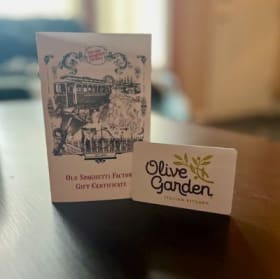 Old Spaghetti Factory
Gift Certificate
Olive
Garden
ITALIAN KITCHEN